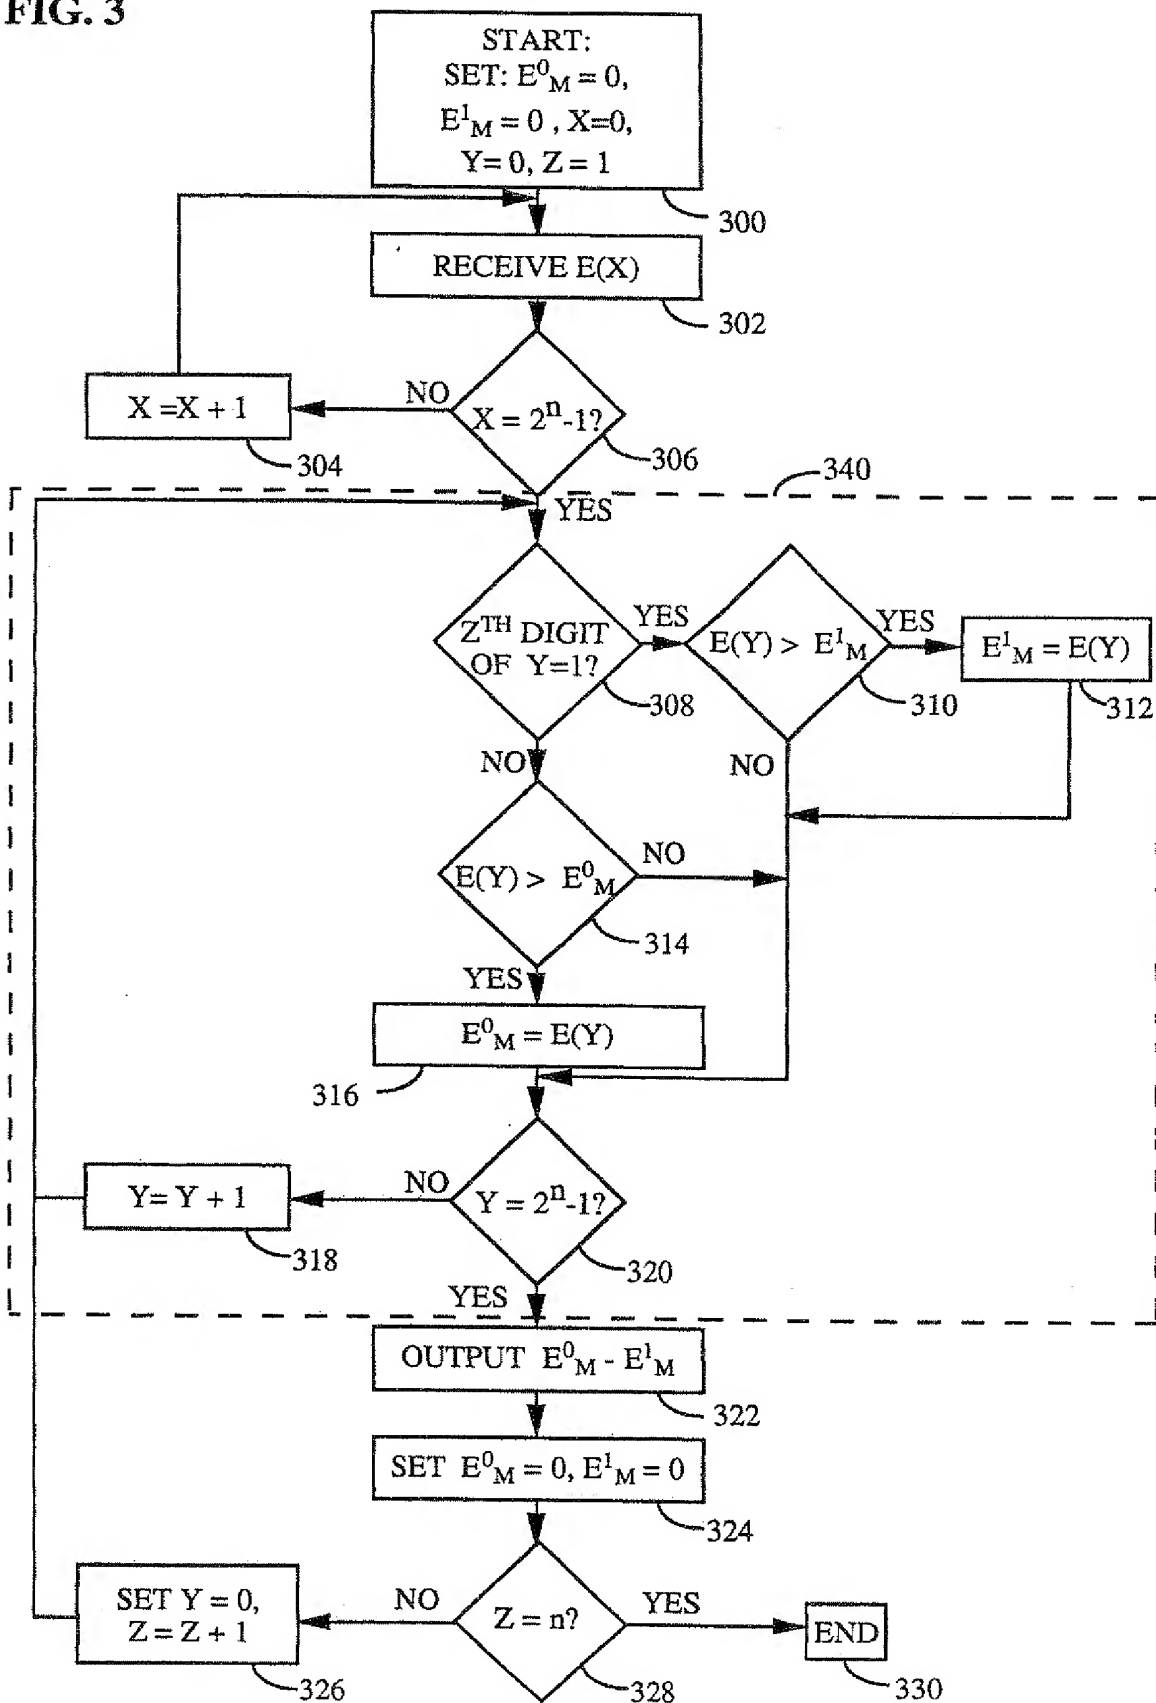 FIG. 3
START:
SET: E⁰M = 0,
E¹M = 0 , X=0,
Y= 0, Z = 1
300
RECEIVE E(X)
302
X =X + 1
304
NO
X = 2ⁿ-1?
306
340
YES
Zᵀᴴ DIGIT
OF Y=1?
308
YES
E(Y) > E¹M
310
YES
E¹M = E(Y)
312
NO
NO
E(Y) > E⁰M
314
NO
YES
E⁰M = E(Y)
316
Y= Y + 1
318
NO
Y = 2ⁿ-1?
320
YES
OUTPUT E⁰M - E¹M
322
SET E⁰M = 0, E¹M = 0
324
SET Y = 0,
Z = Z + 1
326
NO
Z = n?
328
YES
END
330